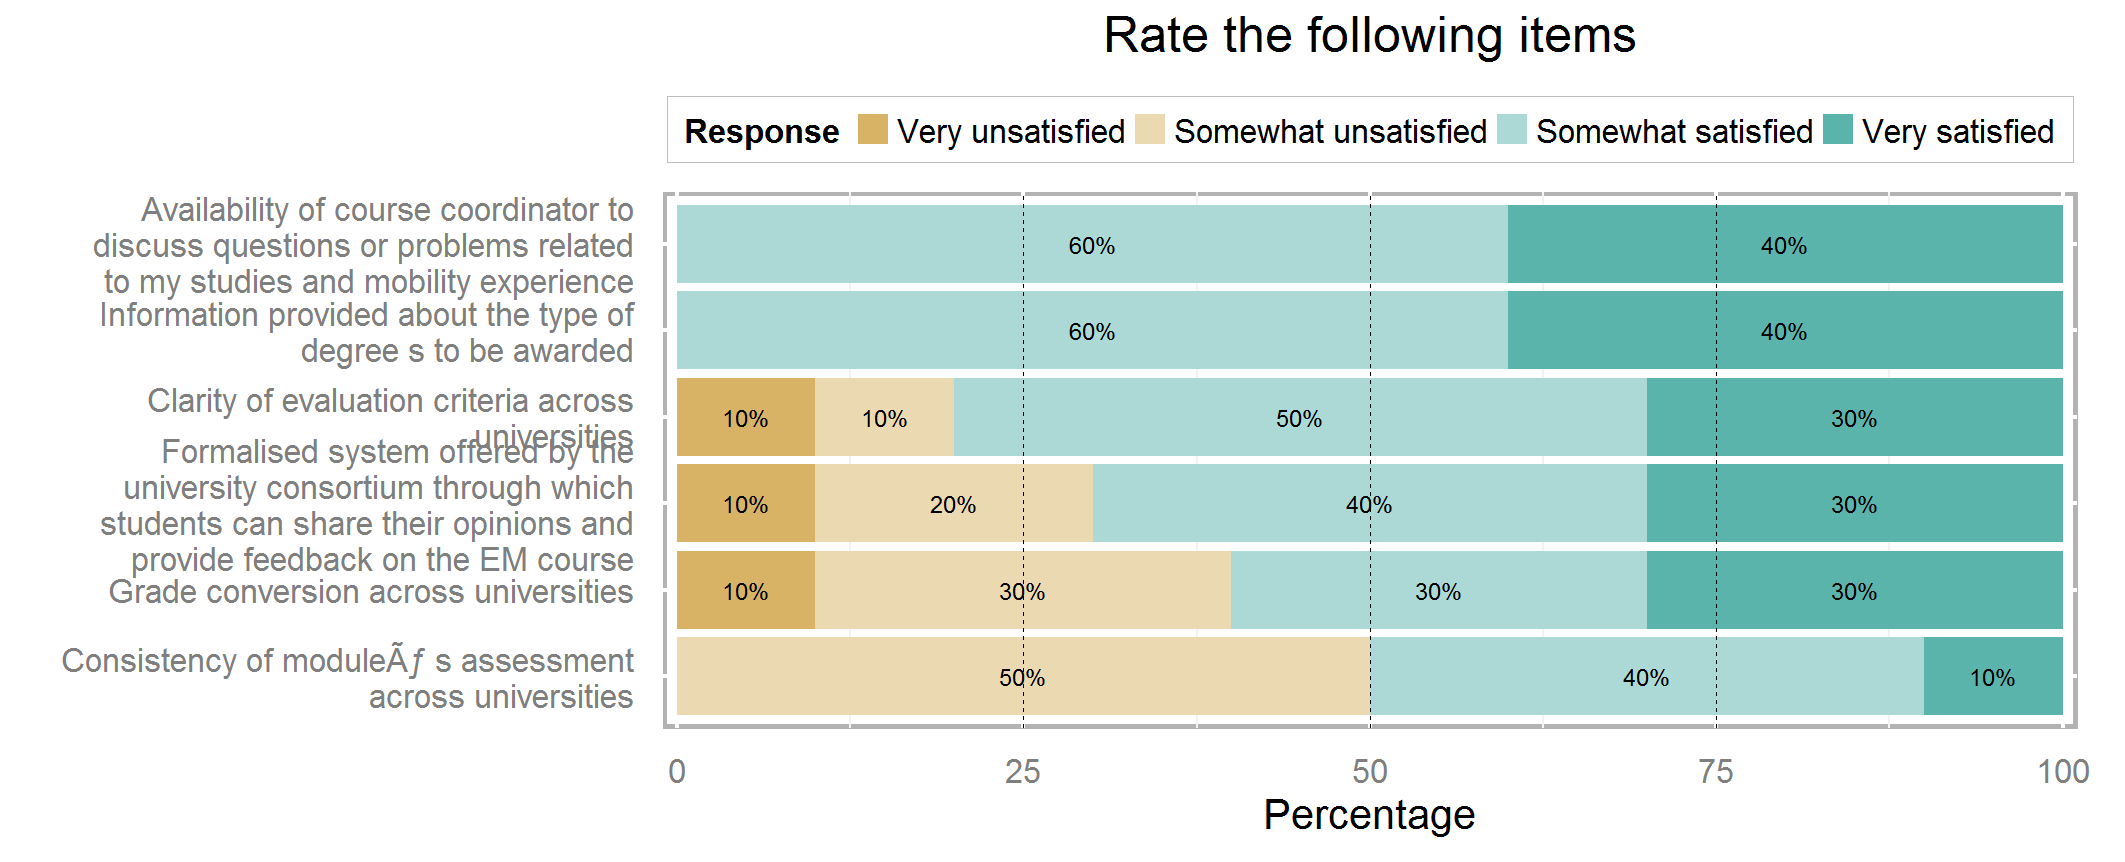 Rate the following items
Response Very unsatisfied Somewhat unsatisfied Somewhat satisfied Very satisfied
Availability of course coordinator to
discuss questions or problems related
to my studies and mobility experience
60% 40%
Information provided about the type of
degree s to be awarded
60% 40%
Clarity of evaluation criteria across
universities
10% 10% 50% 30%
Formalised system offered by the
university consortium through which
students can share their opinions and
provide feedback on the EM course
10% 20% 40% 30%
Grade conversion across universities
10% 30% 30% 30%
Consistency of moduleÃƒ s assessment
across universities
50% 40% 10%
0 25 50 75 100
Percentage